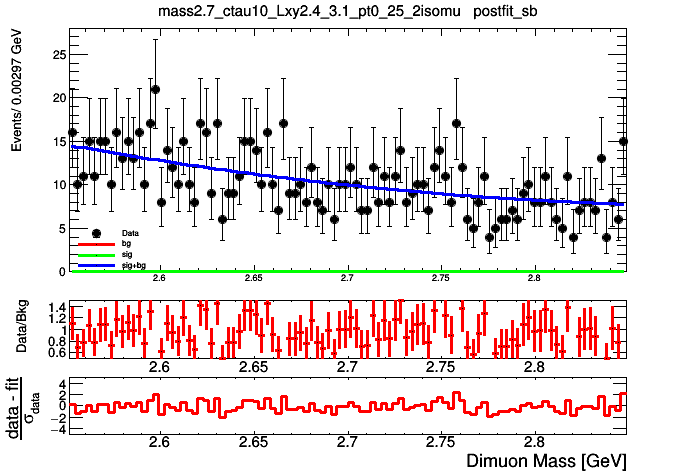 mass2.7_ctau10_Lxy2.4_3.1_pt0_25_2isomu postfit_sb
Events/ 0.00297 GeV
25
20
15
10
5
0
Data
bg
sig
sig+bg
2.6 2.65 2.7 2.75 2.8
Data/Bkg
1.4
1.2
1
0.8
0.6
2.6 2.65 2.7 2.75 2.8
data - fit
σdata
4
2
0
−2
−4
2.6 2.65 2.7 2.75 2.8
Dimuon Mass [GeV]